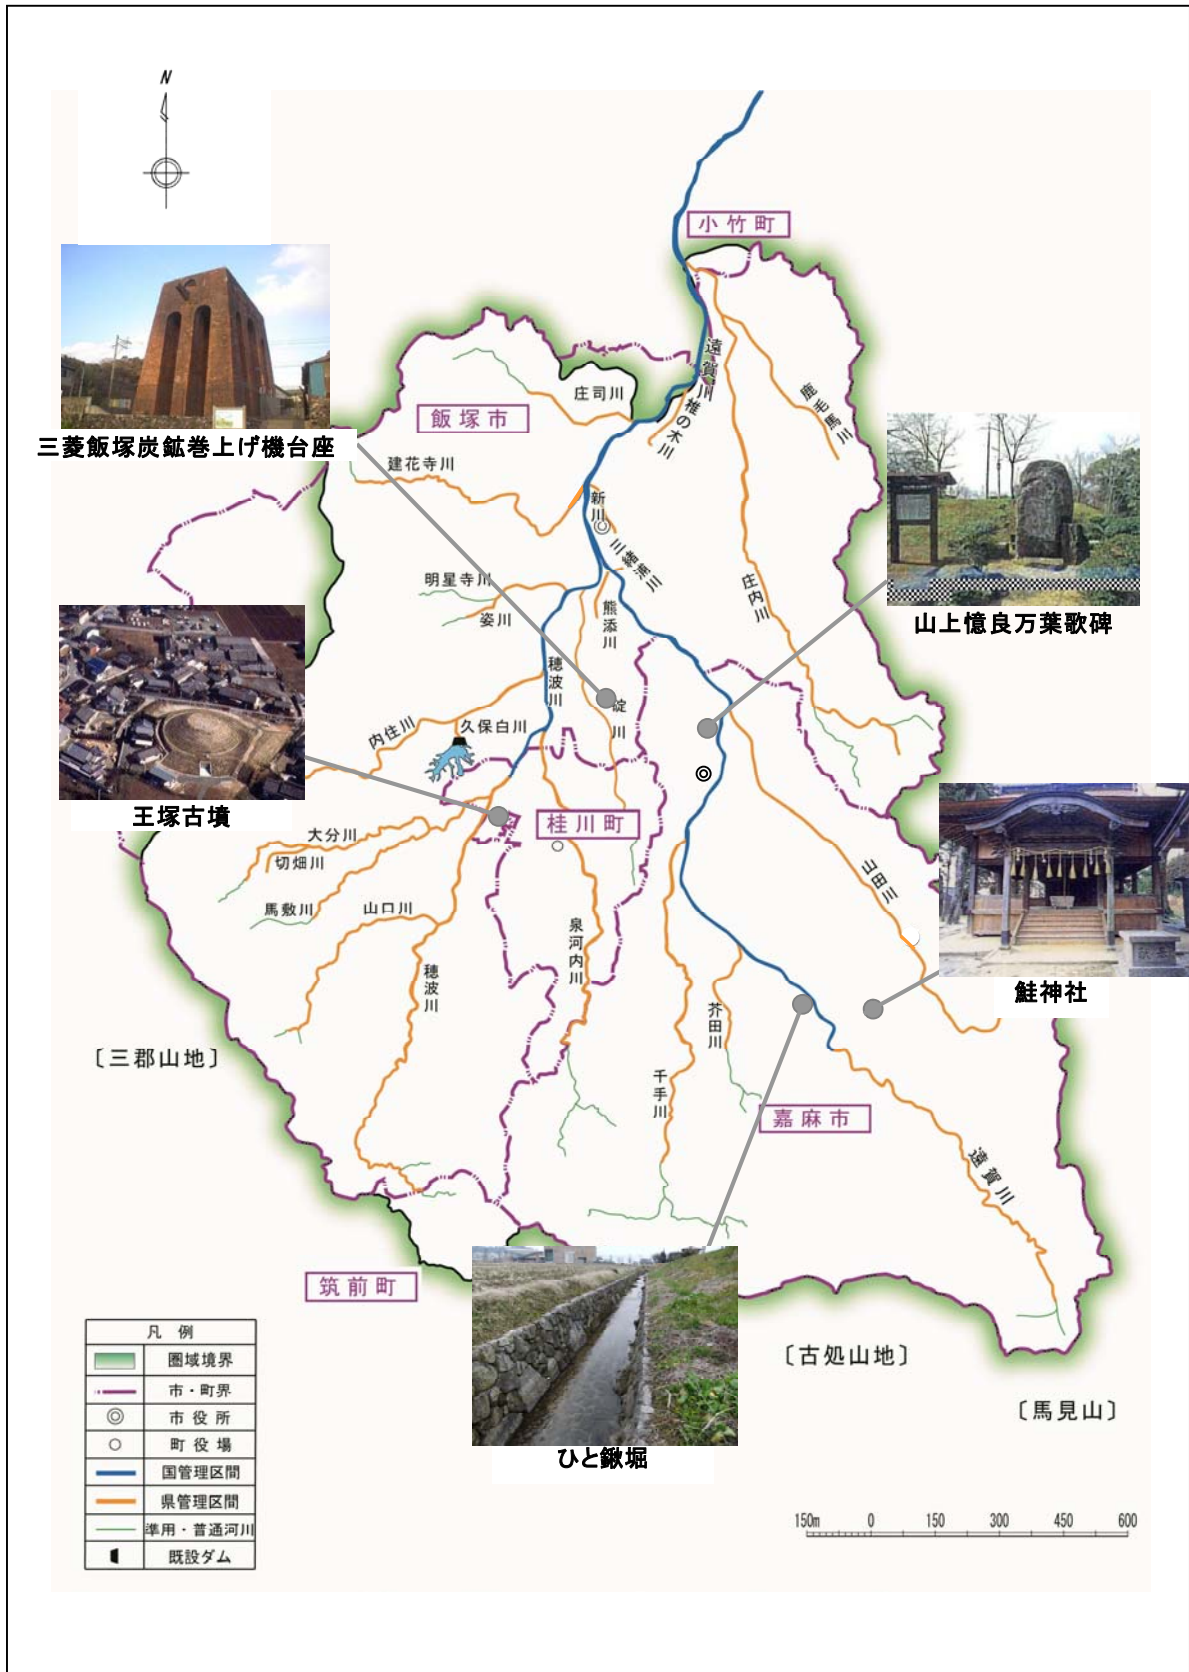 N
小竹町
遠賀川
庄司川
椎の木川
鹿毛馬川
飯塚市
三菱飯塚炭鉱巻上げ機台座
建花寺川
新川
三緒浦川
明星寺川
姿川
熊添川
庄内川
山上憶良万葉歌碑
穂波川
碇川
内住川
久保白川
王塚古墳
桂川町
大分川
切畑川
馬敷川
山口川
山田川
泉河内川
穂波川
鮭神社
芥田川
〔三郡山地〕
千手川
嘉麻市
遠賀川
筑前町
ひと鍬堀
〔古処山地〕
〔馬見山〕
凡 例
圏域境界
市・町界
市役所
町役場
国管理区間
県管理区間
準用・普通河川
既設ダム
150m 0 150 300 450 600